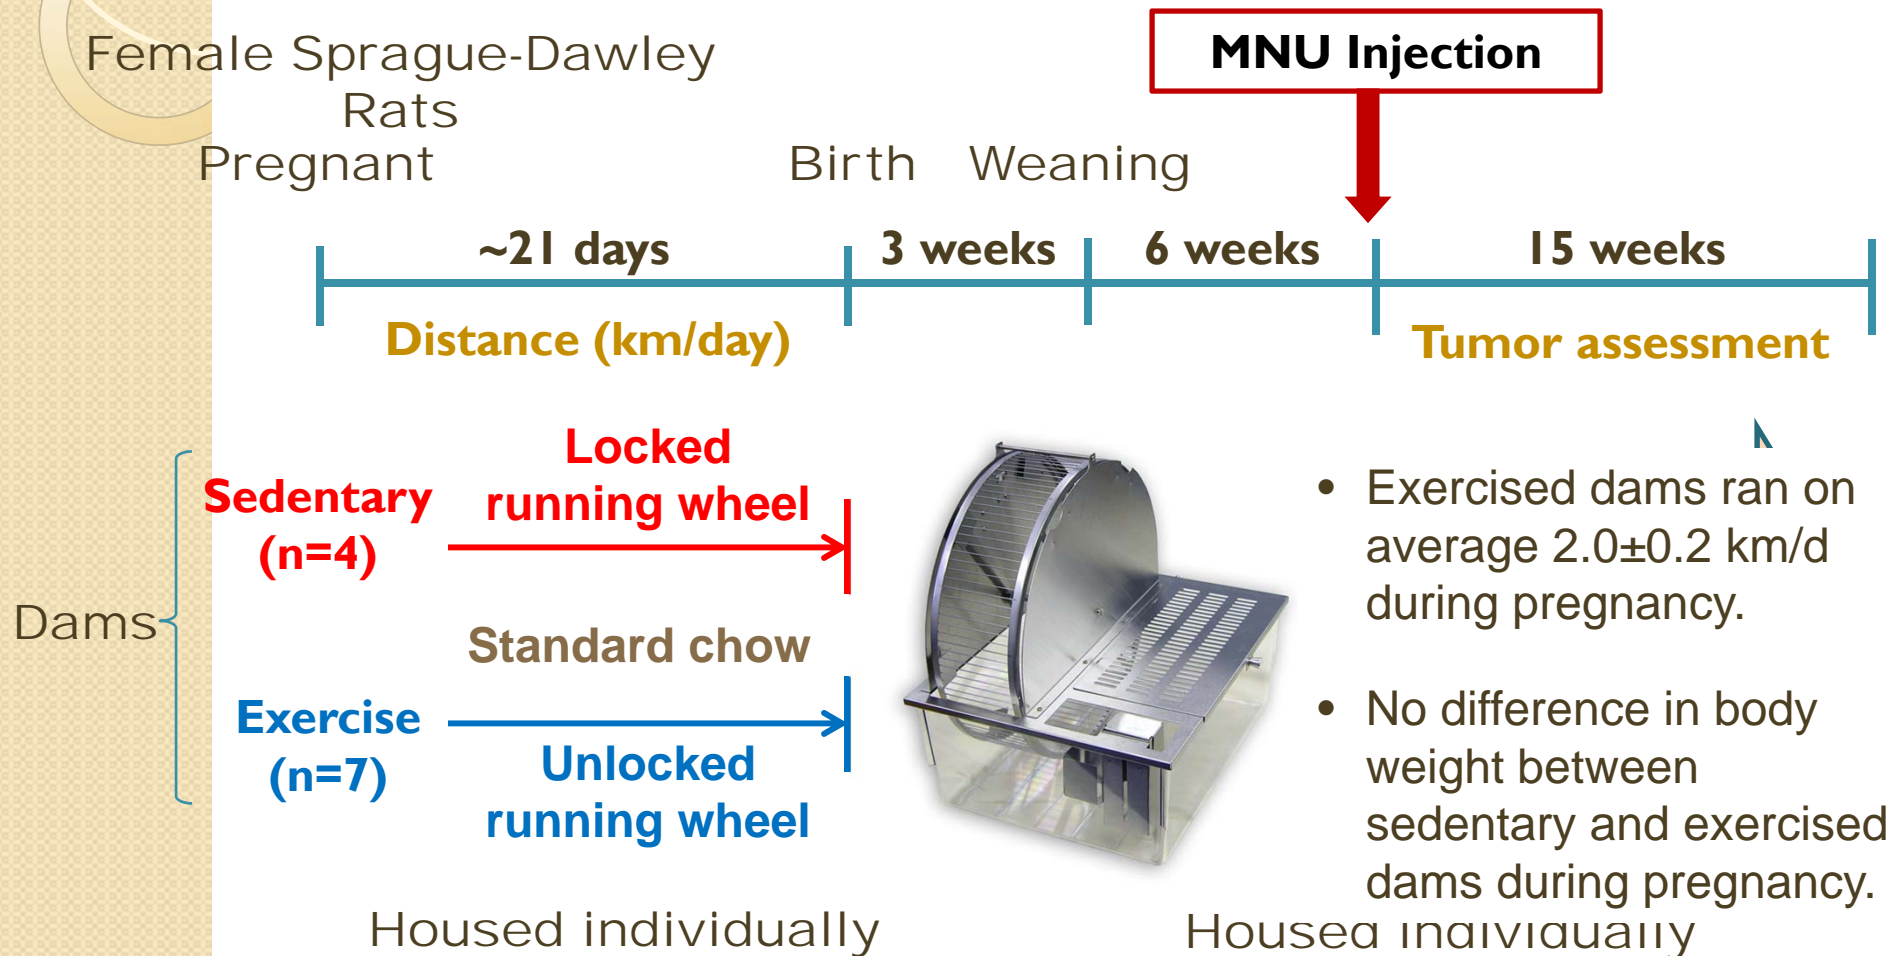 Female Sprague-Dawley
Rats
Pregnant
Birth
Weaning
MNU Injection
~21 days
3 weeks
6 weeks
15 weeks
Distance (km/day)
Tumor assessment
Dams
Sedentary
(n=4)
Locked
running wheel
Standard chow
Exercise
(n=7)
Unlocked
running wheel
• Exercised dams ran on
average 2.0±0.2 km/d
during pregnancy.
• No difference in body
weight between
sedentary and exercised
dams during pregnancy.
Housed individually
Housed individually